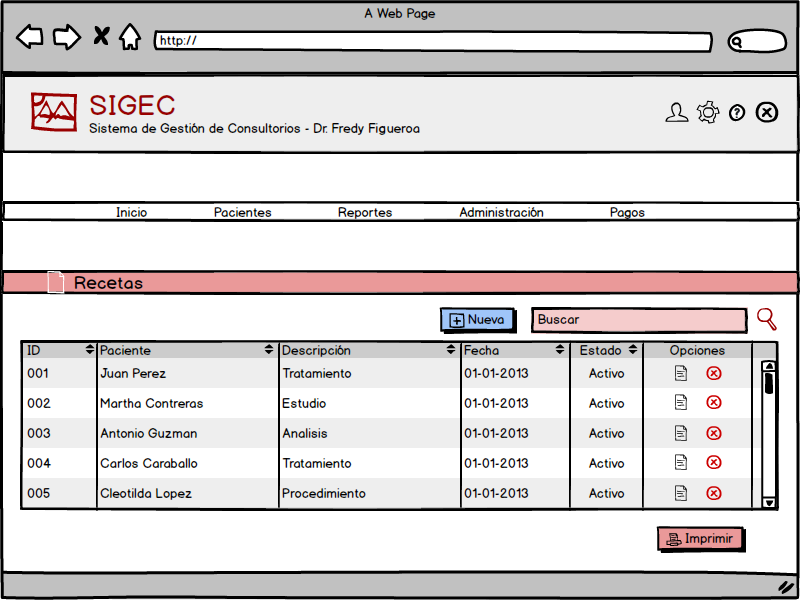 A Web Page
http://
SIGEC
Sistema de Gestión de Consultorios - Dr. Fredy Figueroa
?
Inicio Pacientes Reportes Administración Pagos
Recetas
Nueva Buscar
ID Paciente Descripción Fecha Estado Opciones
001 Juan Perez Tratamiento 01-01-2013 Activo
002 Martha Contreras Estudio 01-01-2013 Activo
003 Antonio Guzman Analisis 01-01-2013 Activo
004 Carlos Caraballo Tratamiento 01-01-2013 Activo
005 Cleotilda Lopez Procedimiento 01-01-2013 Activo
Imprimir